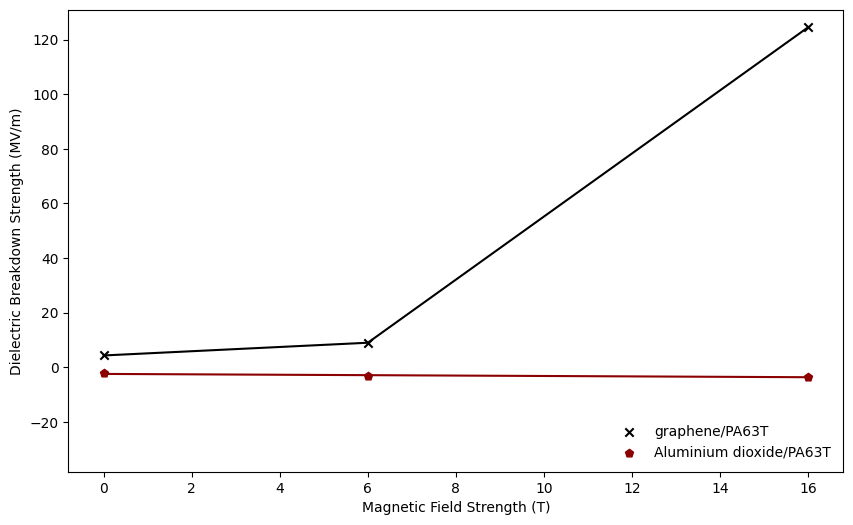 120
100
80
60
40
20
0
−20
Dielectric Breakdown Strength (MV/m)
graphene/PA63T
Aluminium dioxide/PA63T
0 2 4 6 8 10 12 14 16
Magnetic Field Strength (T)